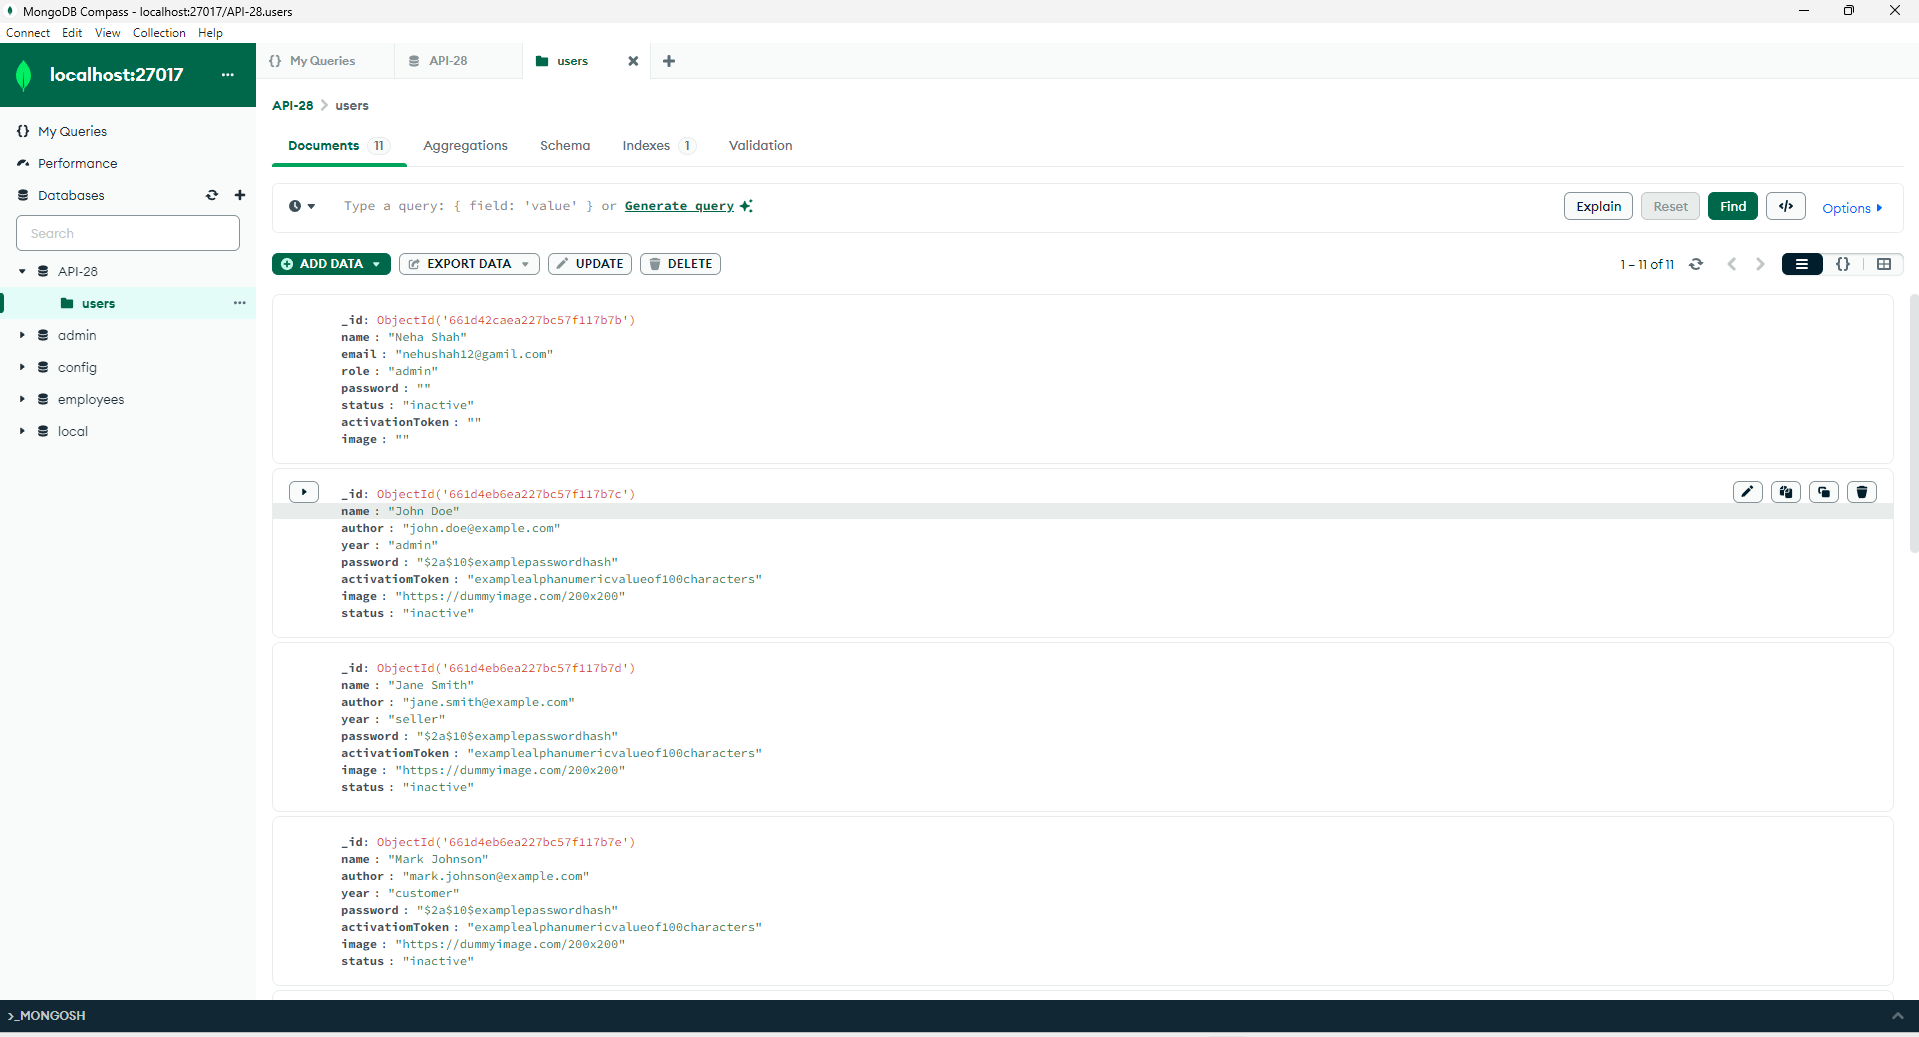 MongoDB Compass - localhost:27017/API-28.users
Connect Edit View Collection Help
localhost:27017 ...
{} My Queries
API-28
users
API-28 > users
My Queries
Performance
Databases
Search
API-28
users ...
admin
config
employees
local
Documents 11 Aggregations Schema Indexes 1 Validation
Type a query: { field: 'value' } or Generate query
Explain Reset Find </> Options
ADD DATA EXPORT DATA UPDATE DELETE
1 – 11 of 11
{}
_id: ObjectId('661d42caea227bc57f117b7b')
name : "Neha Shah"
email : "nehushah12@gamil.com"
role : "admin"
password : ""
status : "inactive"
activationToken : ""
image : ""
_id: ObjectId('661d4eb6ea227bc57f117b7c')
name : "John Doe"
author : "john.doe@example.com"
year : "admin"
password : "$2a$10$examplepasswordhash"
activatiomToken : "examplealphanumericvalueof100characters"
image : "https://dummyimage.com/200x200"
status : "inactive"
_id: ObjectId('661d4eb6ea227bc57f117b7d')
name : "Jane Smith"
author : "jane.smith@example.com"
year : "seller"
password : "$2a$10$examplepasswordhash"
activatiomToken : "examplealphanumericvalueof100characters"
image : "https://dummyimage.com/200x200"
status : "inactive"
_id: ObjectId('661d4eb6ea227bc57f117b7e')
name : "Mark Johnson"
author : "mark.johnson@example.com"
year : "customer"
password : "$2a$10$examplepasswordhash"
activatiomToken : "examplealphanumericvalueof100characters"
image : "https://dummyimage.com/200x200"
status : "inactive"
>_MONGOSH